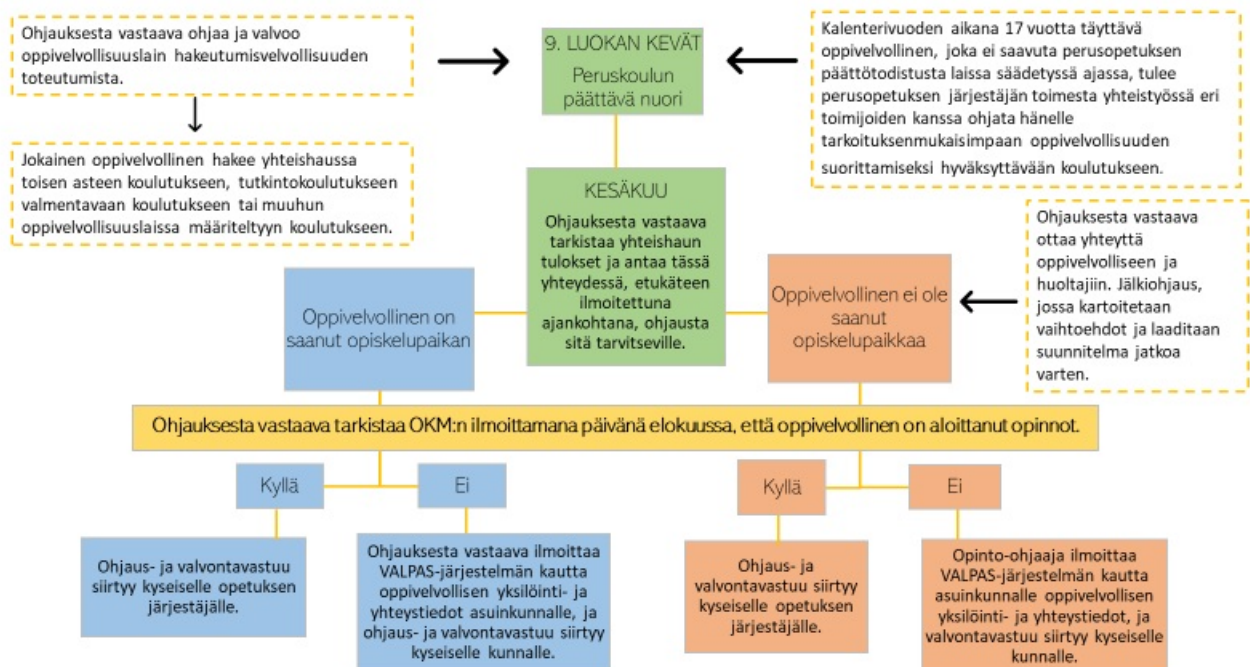 Ohjauksesta vastaava ohjaa ja valvoo
oppivelvollisuuslain hakeutumisvelvollisuuden
toteutumista.
Jokainen oppivelvollinen hakee yhteishaussa
toisen asteen koulutukseen, tutkintokoulutukseen
valmentavaan koulutukseen tai muuhun
oppivelvollisuuslaissa määriteltyyn koulutukseen.
9. LUOKAN KEVÄT
Peruskoulun
päättävä nuori
Kalenterivuoden aikana 17 vuotta täyttävä
oppivelvollinen, joka ei saavuta perusopetuksen
päättötodistusta laissa säädetyssä ajassa, tulee
perusopetuksen järjestäjän toimesta yhteistyössä eri
toimijoiden kanssa ohjata hänelle
tarkoituksenmukaisimpaan oppivelvollisuuden
suorittamiseksi hyväksyttävään koulutukseen.
KESÄKUU
Ohjauksesta vastaava
tarkistaa yhteishaun
tulokset ja antaa tässä
yhteydessä, etukäteen
ilmoitettuna
ajankohtana, ohjausta
sitä tarvitseville.
Oppivelvollinen on
saanut opiskelupaikan
Oppivelvollinen ei ole
saanut
opiskelupaikkaa
Ohjauksesta vastaava
ottaa yhteyttä
oppivelvolliseen ja
huoltajiin. Jälkiohjaus,
jossa kartoitetaan
vaihtoehdot ja laaditaan
suunnitelma jatkoa
varten.
Ohjauksesta vastaava tarkistaa OKM:n ilmoittamana päivänä elokuussa, että oppivelvollinen on aloittanut opinnot.
Kyllä
Ei
Kyllä
Ei
Ohjaus- ja valvontavastuu
siirtyy kyseiselle opetuksen
järjestäjälle.
Ohjauksesta vastaava ilmoittaa
VALPAS-järjestelmän kautta
oppivelvollisen yksilöinti- ja
yhteystiedot asuinkunnalle, ja
ohjaus- ja valvontavastuu siirtyy
kyseiselle kunnalle.
Ohjaus- ja
valvontavastuu siirtyy
kyseiselle opetuksen
järjestäjälle.
Opinto-ohjaaja ilmoittaa
VALPAS-järjestelmän kautta
asuinkunnalle oppivelvollisen
yksilöinti- ja yhteystiedot, ja
valvontavastuu siirtyy kyseiselle
kunnalle.